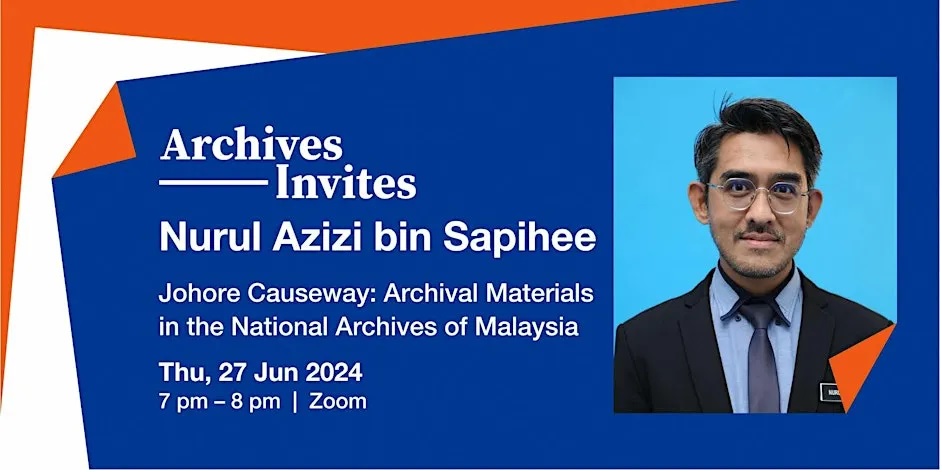 Archives
Invites
Nurul Azizi bin Sapihee
Johore Causeway: Archival Materials
in the National Archives of Malaysia
Thu, 27 Jun 2024
7 pm – 8 pm | Zoom